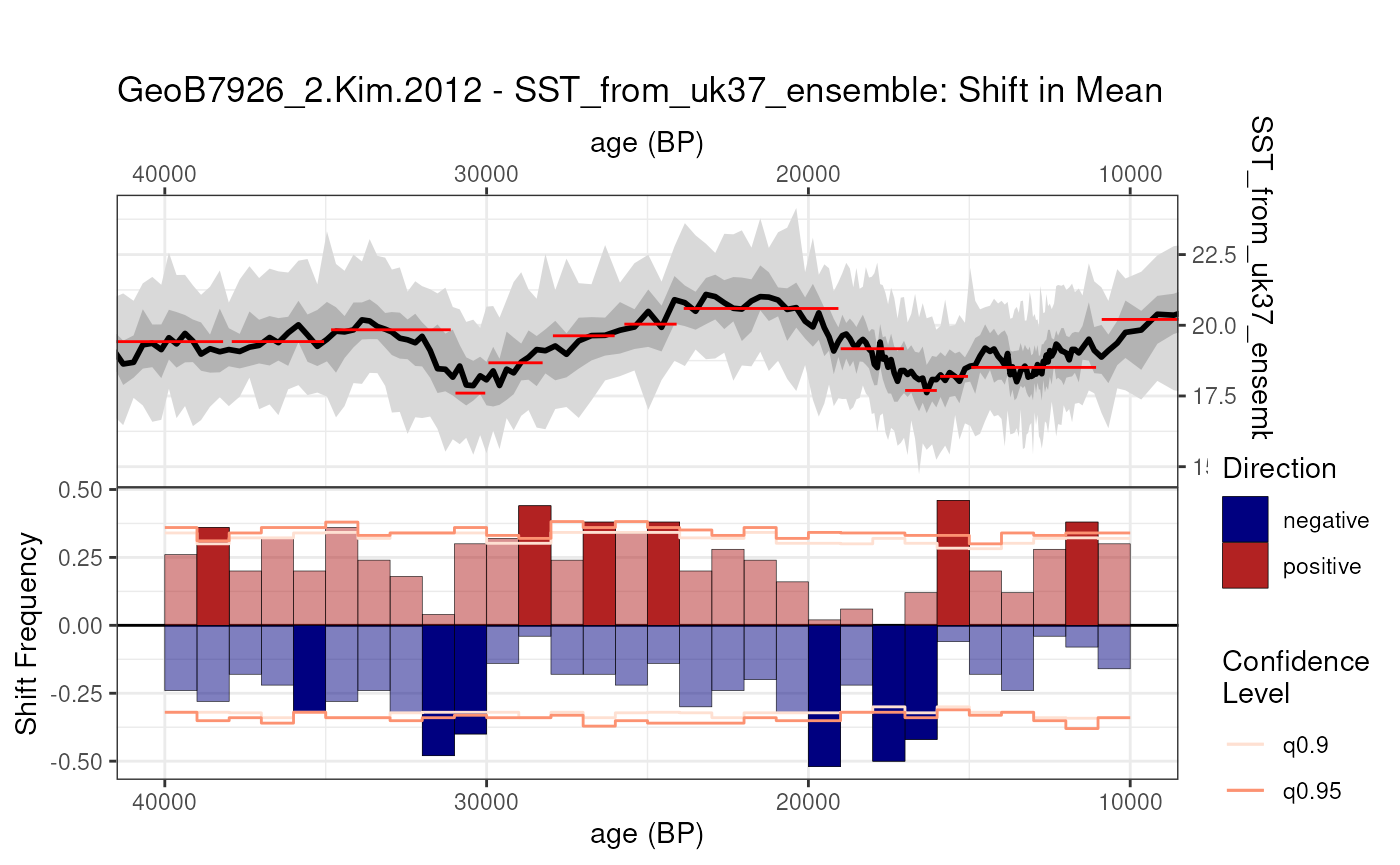 GeoB7926_2.Kim.2012 - SST_from_uk37_ensemble: Shift in Mean
age (BP)
40000 30000 20000 10000
SST_from_uk37_ensemk
22.5
20.0
17.5
Direction
negative
positive
Confidence
Level
q0.9
q0.95
Shift Frequency
0.50
0.25
0.00
-0.25
-0.50
40000 30000 20000 10000
age (BP)